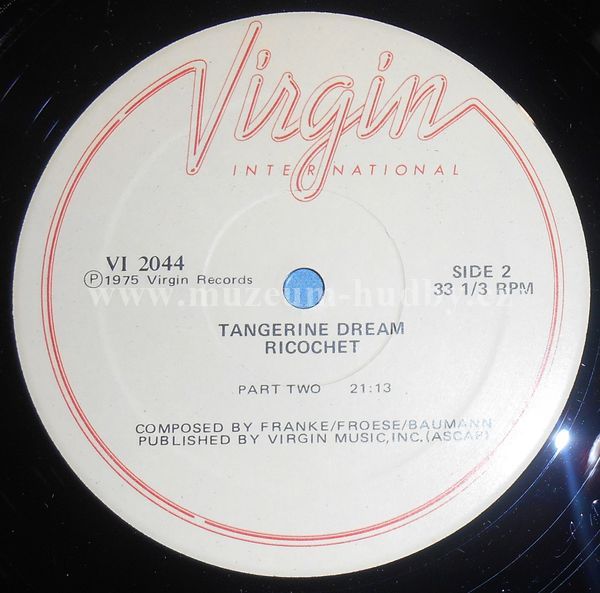 Virgin
INTERNATIONAL
VI 2044
Ⓟ1975 Virgin Records
SIDE 2
33 1/3 RPM
www.muzeum-hudby.cz
TANGERINE DREAM
RICOCHET
PART TWO 21:13
COMPOSED BY FRANKE/FROESE/BAUMANN
PUBLISHED BY VIRGIN MUSIC,INC.(ASCAP)